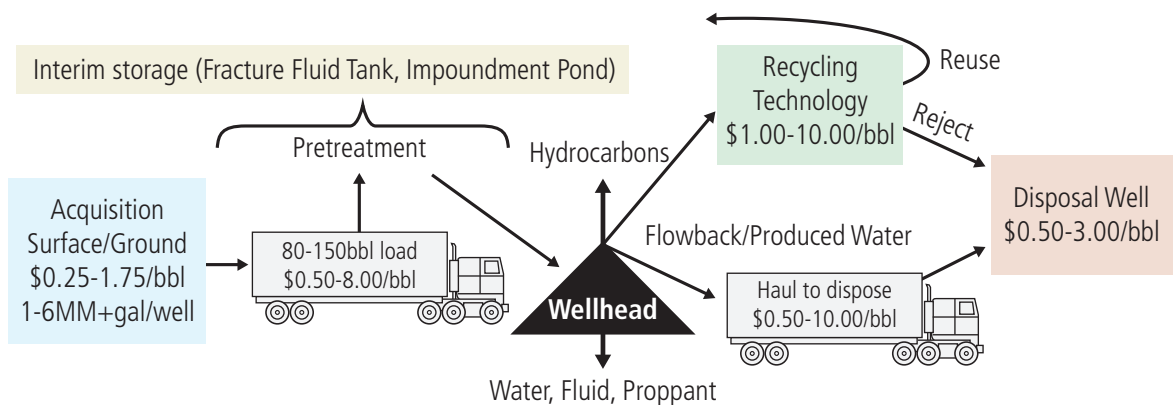 Interim storage (Fracture Fluid Tank, Impoundment Pond)
Pretreatment
Acquisition
Surface/Ground
$0.25-1.75/bbl
1-6MM+gal/well
80-150bbl load
$0.50-8.00/bbl
Hydrocarbons
Wellhead
Water, Fluid, Proppant
Recycling
Technology
$1.00-10.00/bbl
Reuse
Reject
Flowback/Produced Water
Haul to dispose
$0.50-10.00/bbl
Disposal Well
$0.50-3.00/bbl